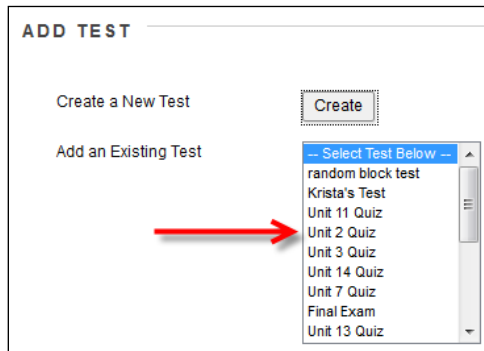 ADD TEST
Create a New Test
Create
Add an Existing Test
-- Select Test Below --
random block test
Krista's Test
Unit 11 Quiz
Unit 2 Quiz
Unit 3 Quiz
Unit 14 Quiz
Unit 7 Quiz
Final Exam
Unit 13 Quiz